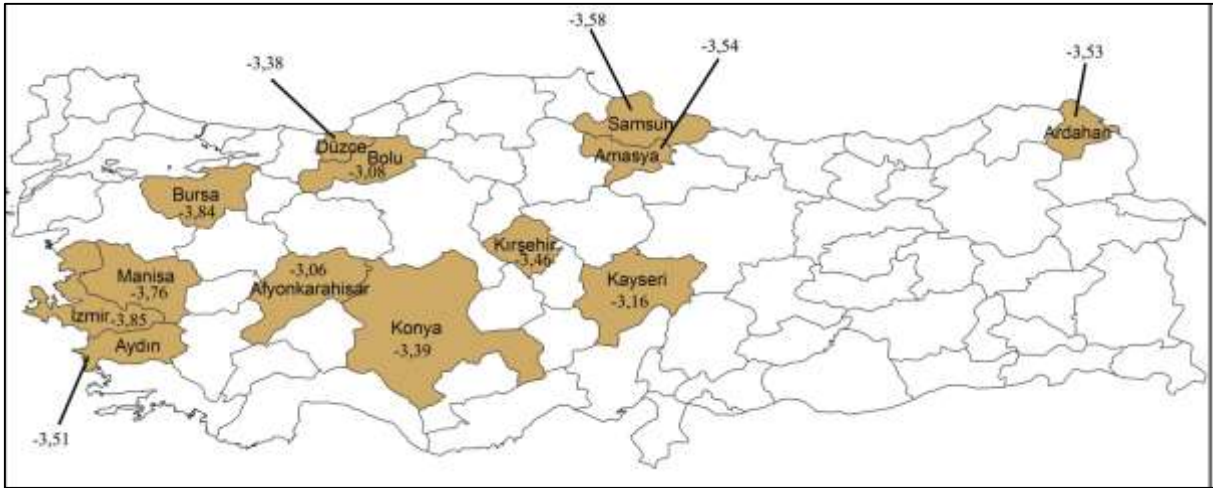 -3,58
-3,54
-3,53
-3,38
Samsun
Ardahan
Düzce
Amasya
Bolu
-3,08
Bursa
-3,84
Kırşehir
-3,46
-3,06
Manisa
Kayseri
Afyonkarahisar
-3,76
-3,16
İzmir
-3,85
Konya
Aydın
-3,39
-3,51